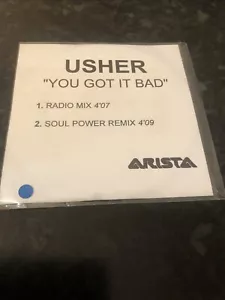 USHER
"YOU GOT IT BAD"
1. RADIO MIX 4'07
2. SOUL POWER REMIX 4'09
ARISTA